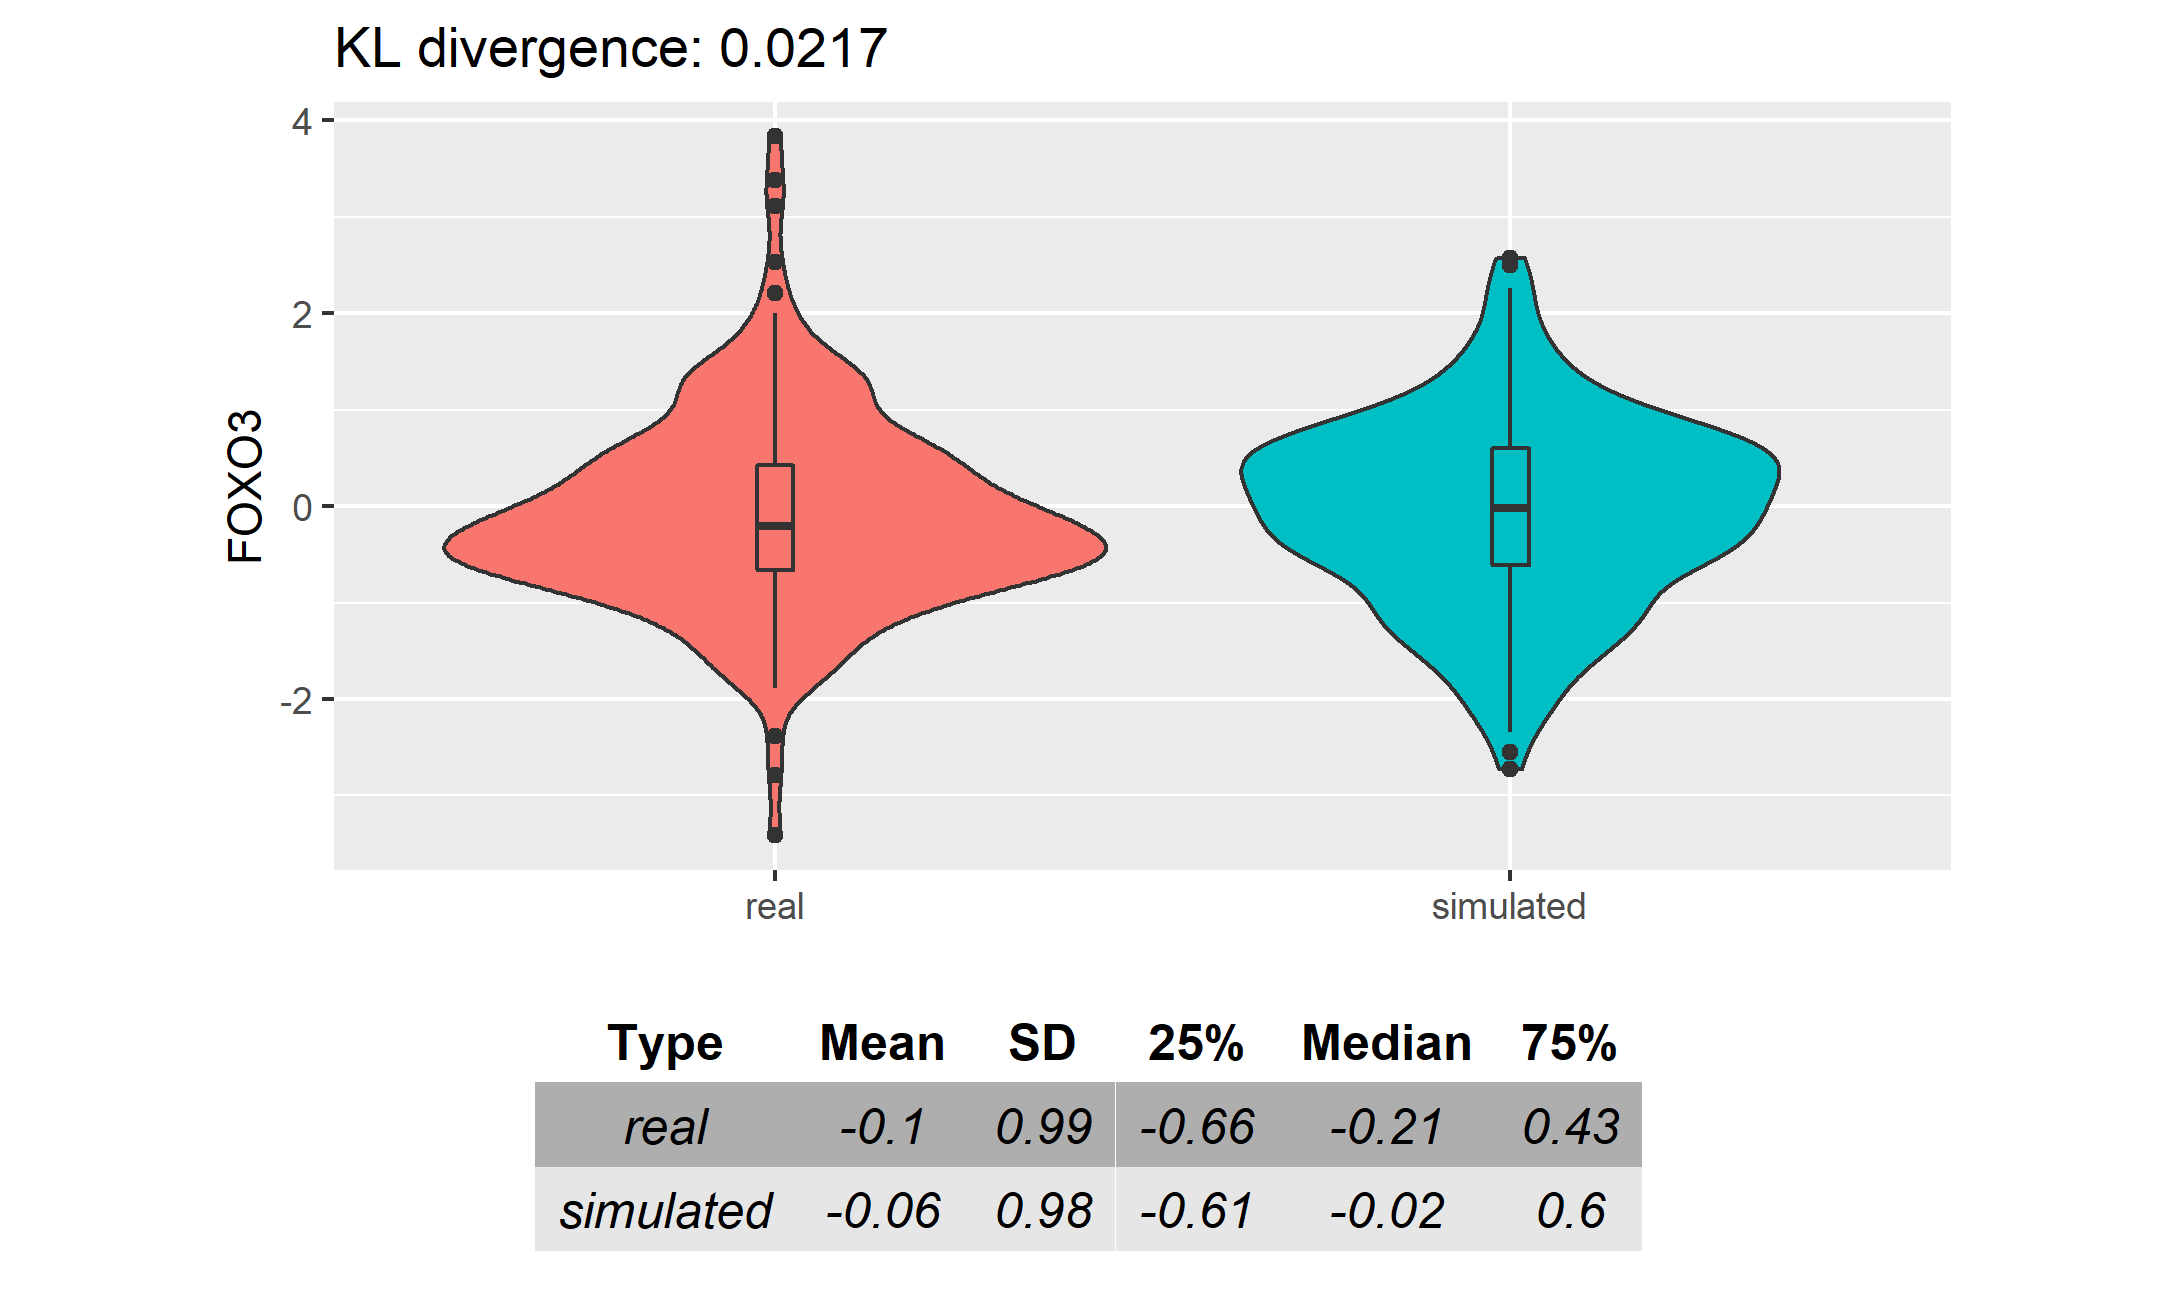 KL divergence: 0.0217
4
2
0
-2
FOXO3
real simulated
Type Mean SD 25% Median 75%
real -0.1 0.99 -0.66 -0.21 0.43
simulated -0.06 0.98 -0.61 -0.02 0.6